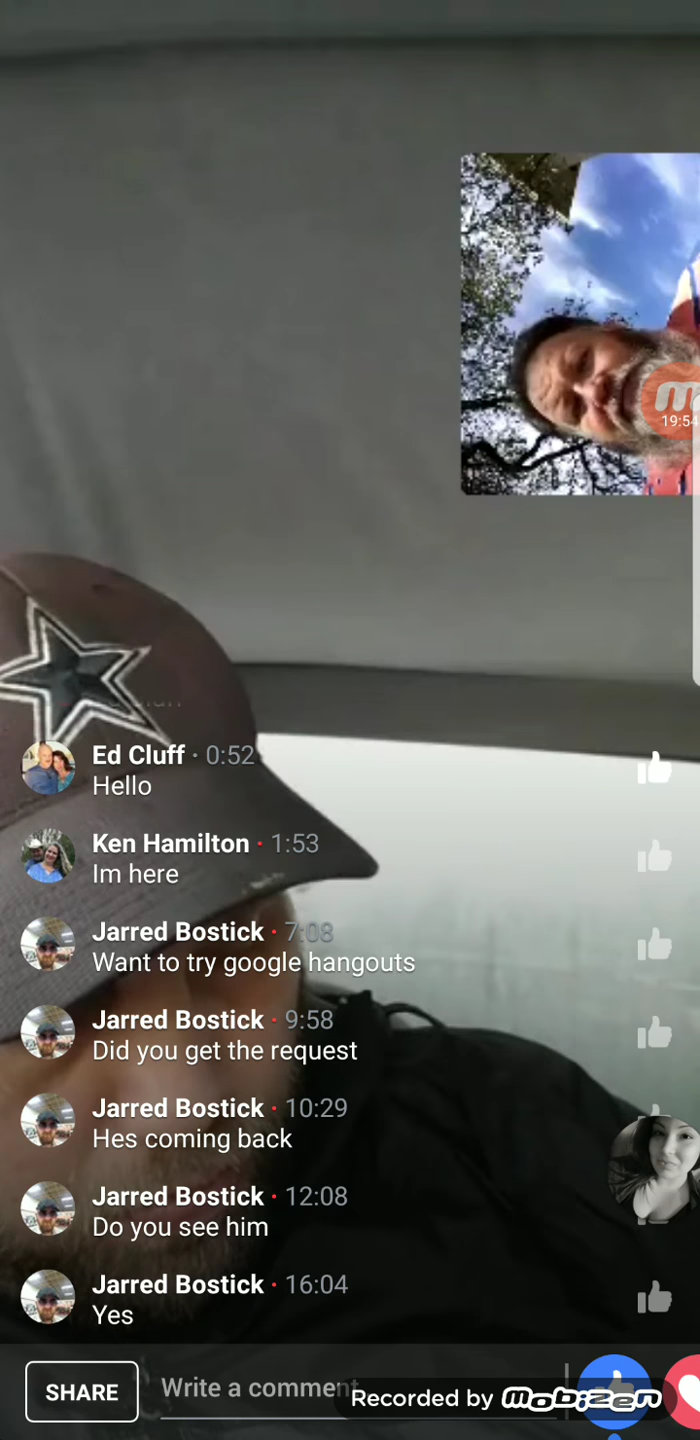 19:54
Ed Cluff · 0:52
Hello
Ken Hamilton · 1:53
Im here
Jarred Bostick · 7:08
Want to try google hangouts
Jarred Bostick · 9:58
Did you get the request
Jarred Bostick · 10:29
Hes coming back
Jarred Bostick · 12:08
Do you see him
Jarred Bostick · 16:04
Yes
SHARE
Write a comment
Recorded by mobizen